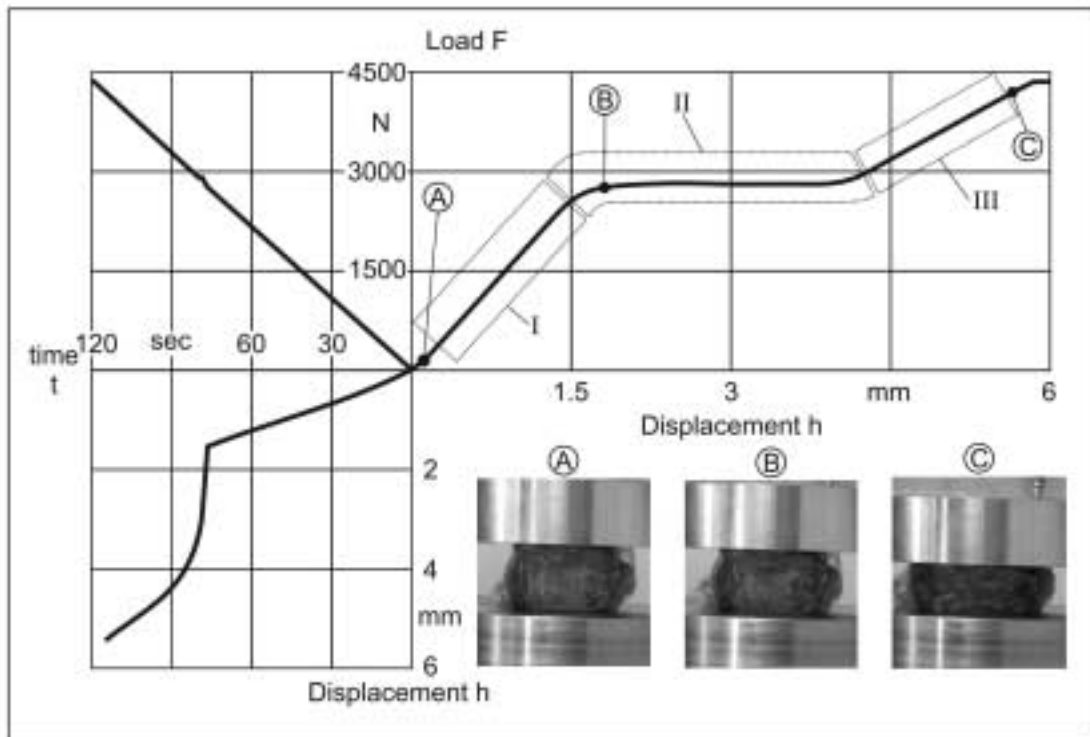 Load F
4500
N
3000
1500
Ⓐ
Ⓑ
II
Ⓒ
III
I
time 120 sec 60 30
t
1.5 3 mm 6
Displacement h
2
4
mm
6
Displacement h
Ⓐ Ⓑ Ⓒ